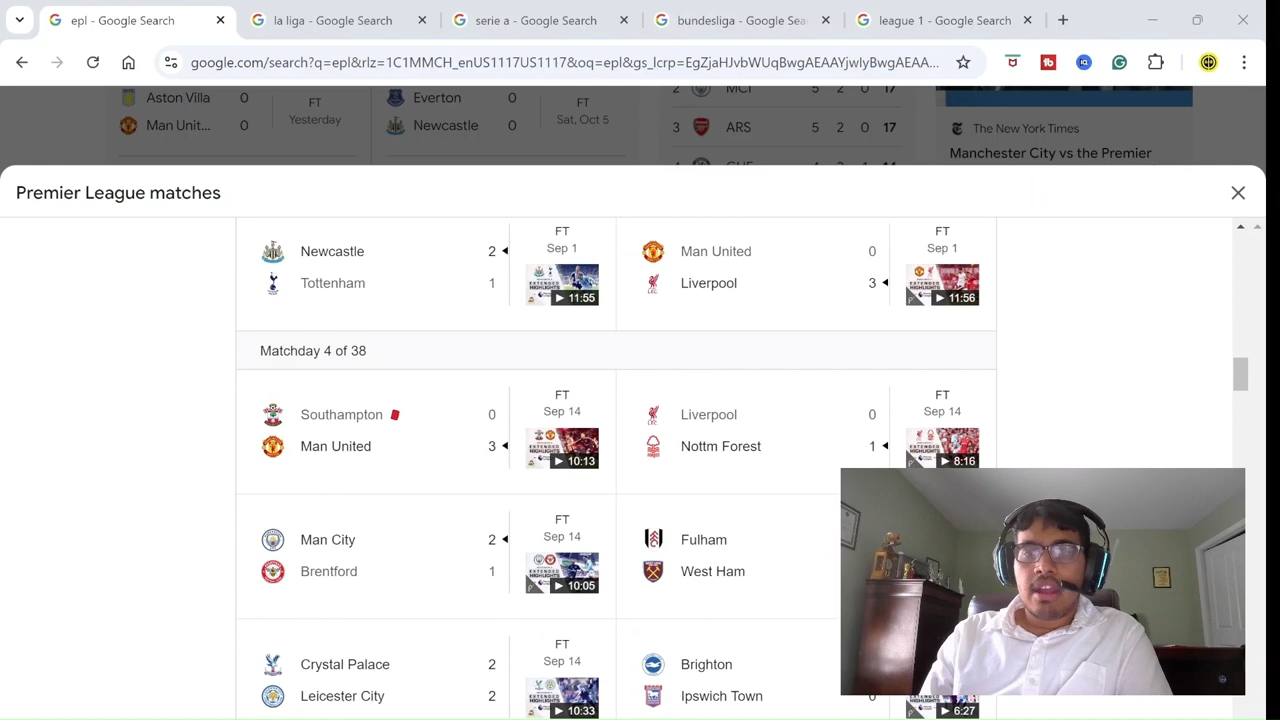 epl - Google Search
la liga - Google Search
serie a - Google Search
bundesliga - Google Sea
league 1 - Google Search
google.com/search?q=epl&rlz=1C1MMCH_enUS1117US1117&oq=epl&gs_lcrp=EgZjaHJvbWUqBwgAEAAYjwIyBwgAEAA...
Aston Villa 0
Man Unit... 0
FT
Yesterday
Everton 0
Newcastle 0
FT
Sat, Oct 5
2 MCI 5 2 0 17
3 ARS 5 2 0 17
The New York Times
Manchester City vs the Premier
Premier League matches
Newcastle 2
Tottenham 1
FT
Sep 1
11:55
Man United 0
Liverpool 3
FT
Sep 1
11:56
Matchday 4 of 38
Southampton 0
Man United 3
FT
Sep 14
10:13
Liverpool 0
Nottm Forest 1
FT
Sep 14
8:16
Man City 2
Brentford 1
FT
Sep 14
10:05
Fulham
West Ham
Crystal Palace 2
Leicester City 2
FT
Sep 14
10:33
Brighton
Ipswich Town 0
6:27